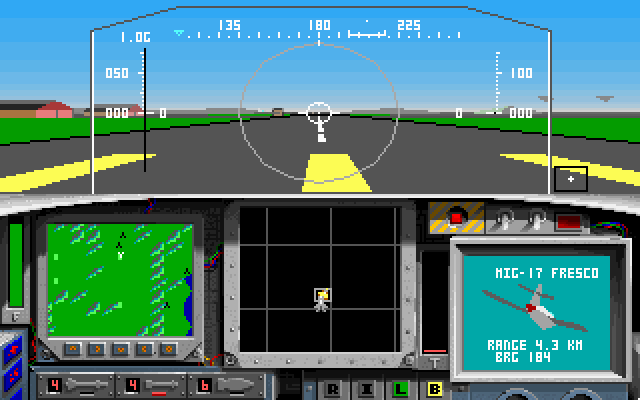 135 180 225
1.0G
050 100
000 0 0 000
MIG-17 FRESCO
RANGE 4.3 KM
BRG 184
F T
4 4 6 R I L B